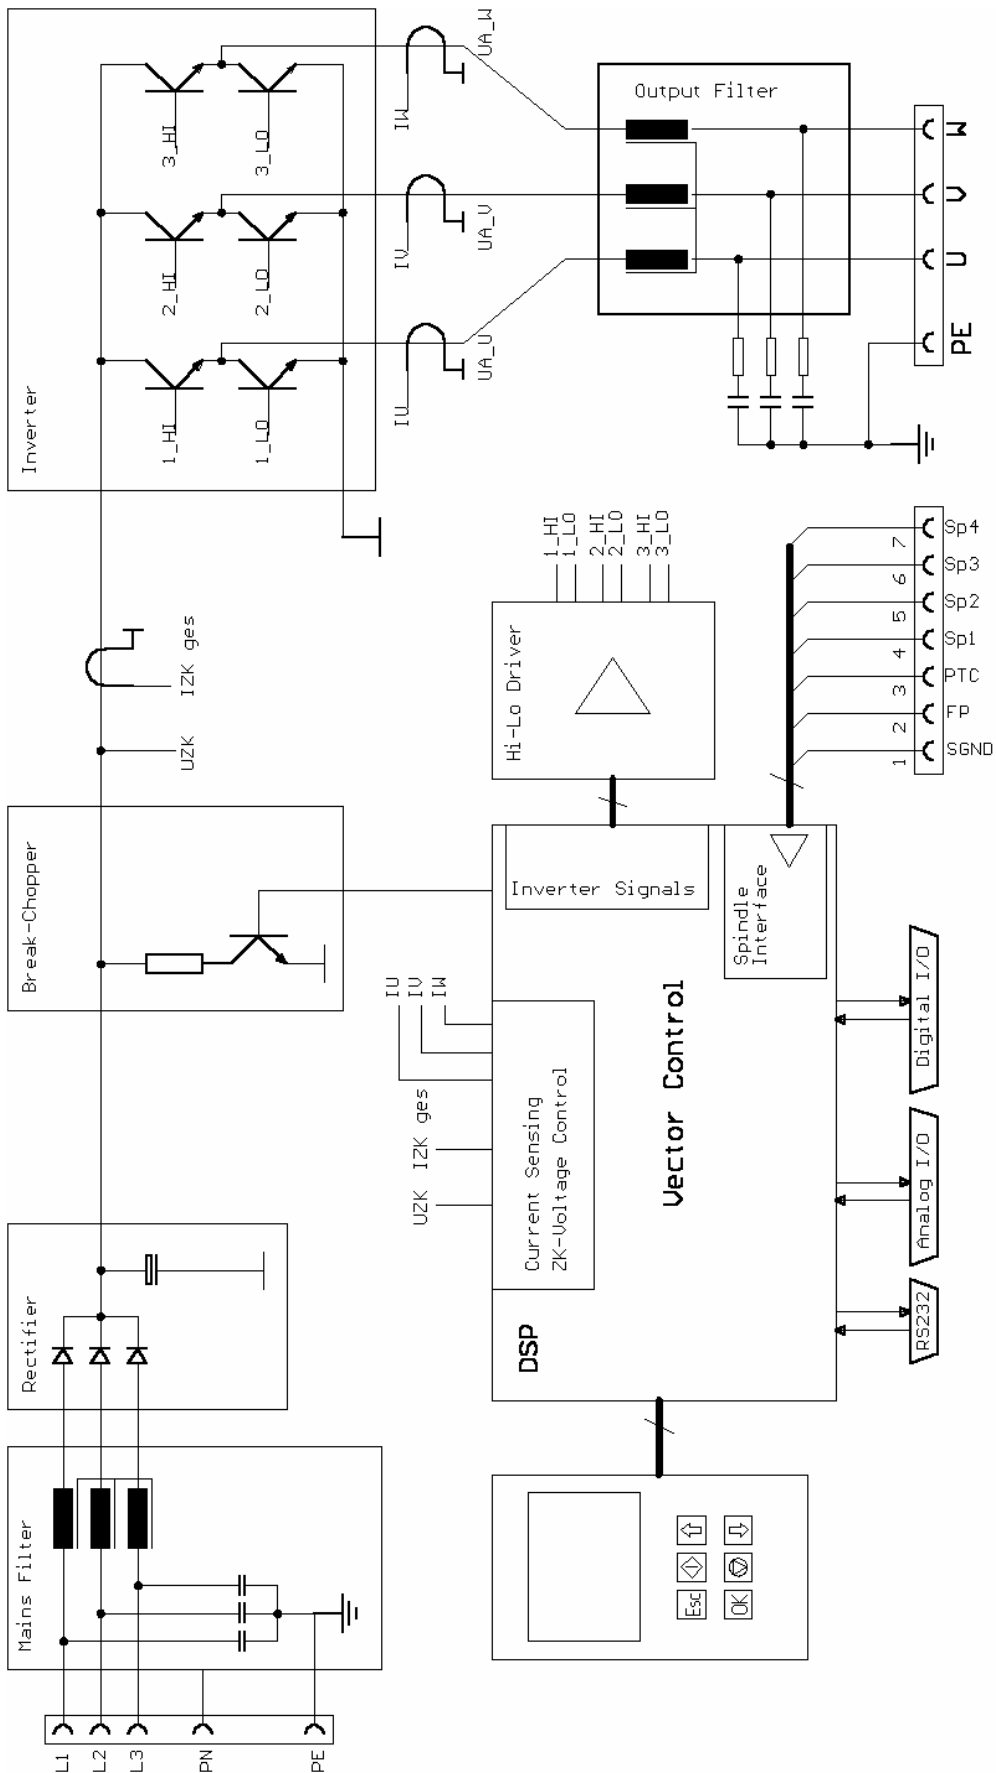 Inverter
3_HI
3_LO
2_HI
2_LO
1_HI
1_LO
IW
UA_W
IV
UA_V
IU
UA_U
Output Filter
W
V
U
PE
IZK ges
UZK
Hi-Lo Driver
1_HI
1_LO
2_HI
2_LO
3_HI
3_LO
7
Sp4
6
Sp3
5
Sp2
4
Sp1
3
PTC
2
FP
1
SGND
Break-Chopper
Inverter Signals
Spindle
Interface
IU
IV
IW
IZK ges
UZK
Current Sensing
ZK-Voltage Control
Vector Control
DSP
Digital I/O
Analog I/O
RS232
Rectifier
Mains Filter
Esc
OK
L1
L2
L3
PN
PE